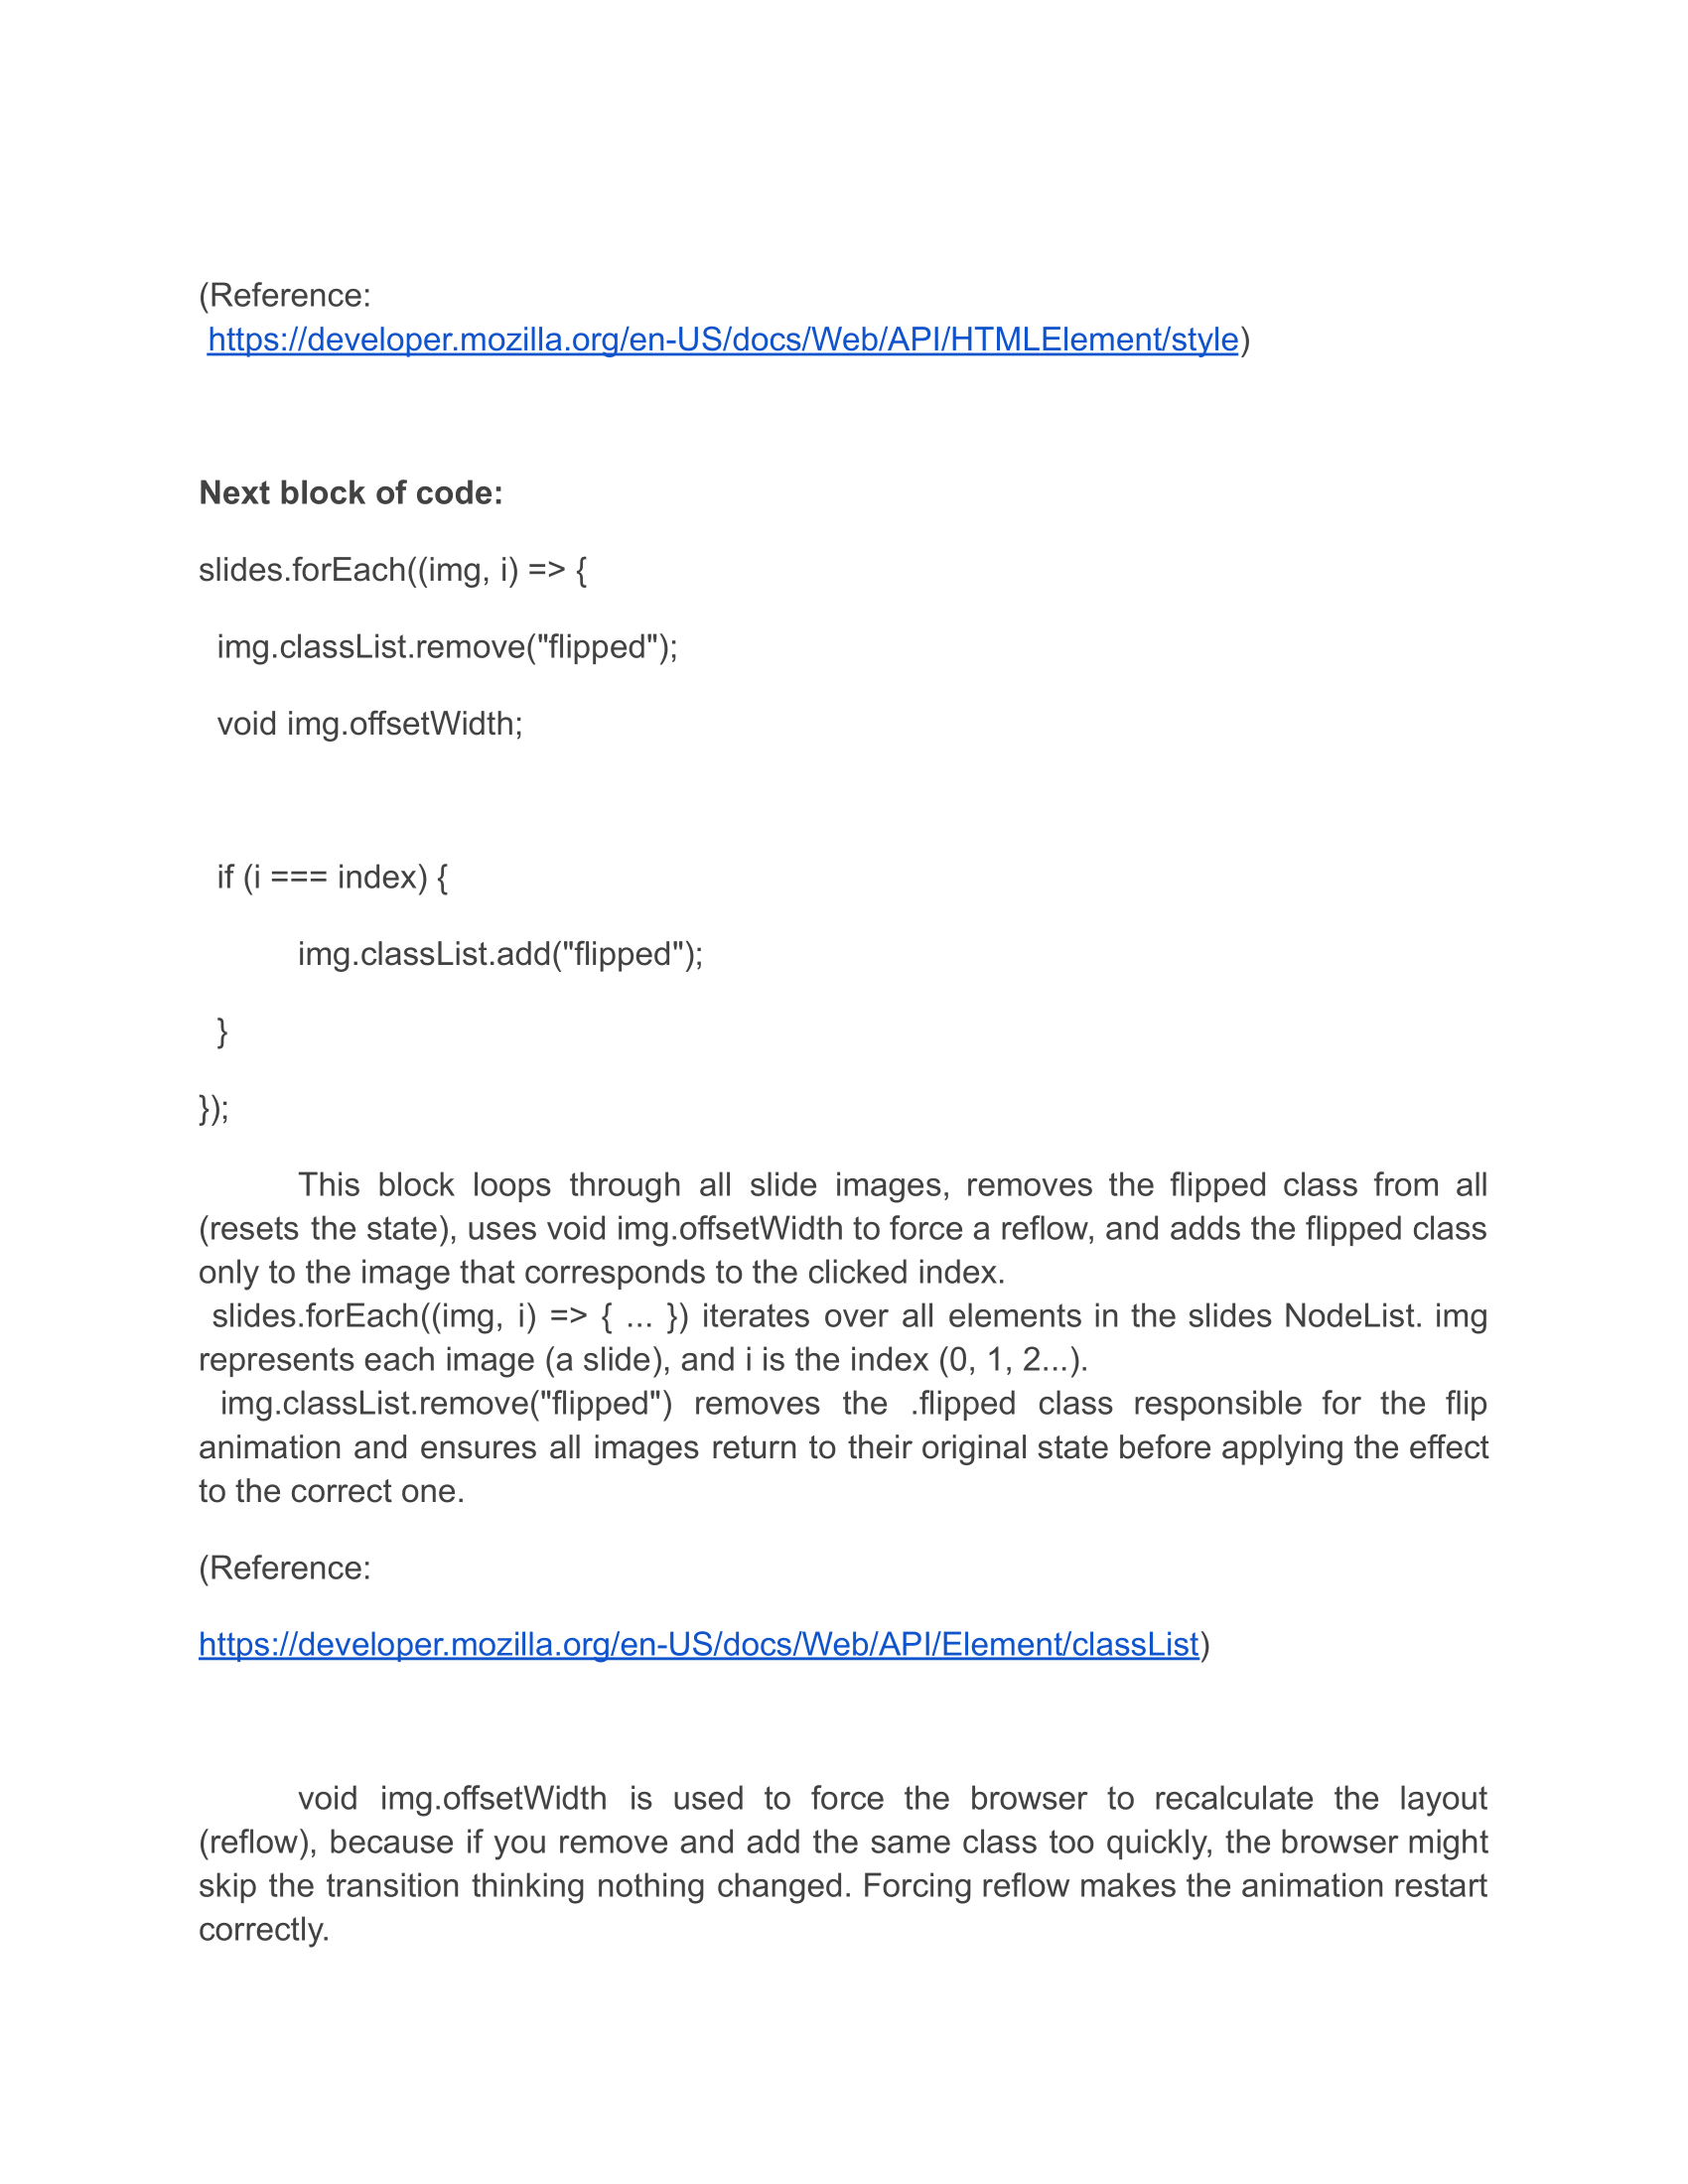 (Reference:
https://developer.mozilla.org/en-US/docs/Web/API/HTMLElement/style)
Next block of code:
slides.forEach((img, i) => {
img.classList.remove("flipped");
void img.offsetWidth;
if (i === index) {
img.classList.add("flipped");
}
});
This block loops through all slide images, removes the flipped class from all
(resets the state), uses void img.offsetWidth to force a reflow, and adds the flipped class
only to the image that corresponds to the clicked index.
slides.forEach((img, i) => { ... }) iterates over all elements in the slides NodeList. img
represents each image (a slide), and i is the index (0, 1, 2...).
img.classList.remove("flipped") removes the .flipped class responsible for the flip
animation and ensures all images return to their original state before applying the effect
to the correct one.
(Reference:
https://developer.mozilla.org/en-US/docs/Web/API/Element/classList)
void img.offsetWidth is used to force the browser to recalculate the layout
(reflow), because if you remove and add the same class too quickly, the browser might
skip the transition thinking nothing changed. Forcing reflow makes the animation restart
correctly.